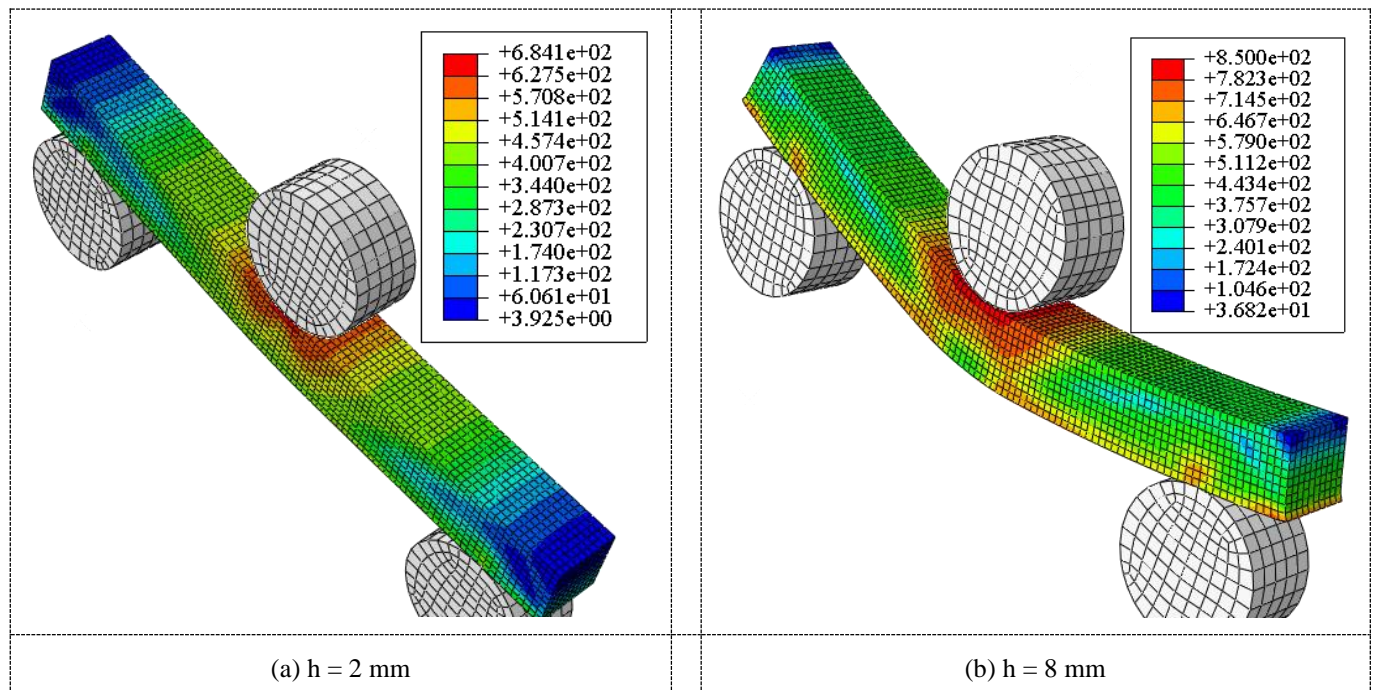 +6.841e+02
+6.275e+02
+5.708e+02
+5.141e+02
+4.574e+02
+4.007e+02
+3.440e+02
+2.873e+02
+2.307e+02
+1.740e+02
+1.173e+02
+6.061e+01
+3.925e+00
+8.500e+02
+7.823e+02
+7.145e+02
+6.467e+02
+5.790e+02
+5.112e+02
+4.434e+02
+3.757e+02
+3.079e+02
+2.401e+02
+1.724e+02
+1.046e+02
+3.682e+01
(a) h = 2 mm
(b) h = 8 mm